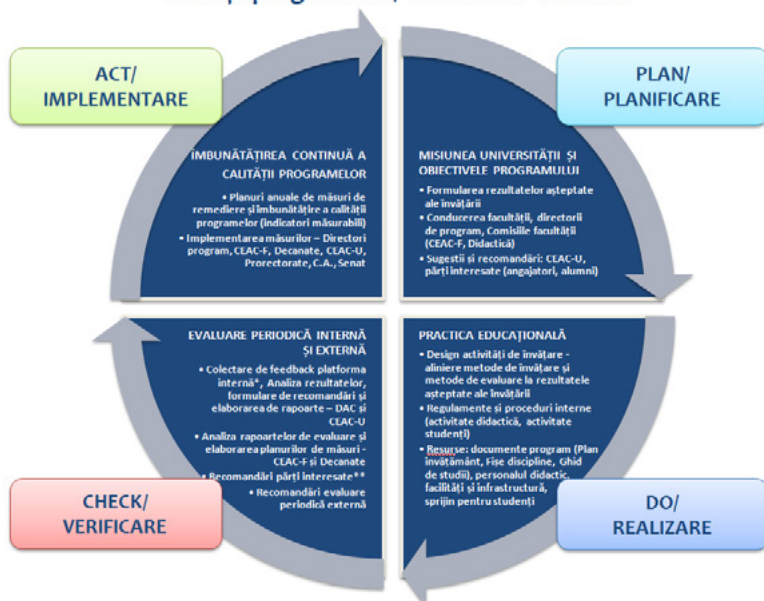 ACT/
IMPLEMENTARE
PLAN/
PLANIFICARE
ÎMBUNĂTĂȚIREA CONTINUĂ A
CALITĂȚII PROGRAMELOR
• Planuri anuale de măsuri de
remediere și îmbunătățire a calității
programelor (indicatori măsurabili)
• Implementarea măsurilor – Directori
program, CEAC-F, Decanate, CEAC-U,
Prorectorate, C.A., Senat
MISIUNEA UNIVERSITĂȚII ȘI
OBIECTIVELE PROGRAMULUI
• Formularea rezultatelor așteptate
ale învățării
• Conducerea facultății, directorii
de program, Comisiile facultății
(CEAC-F, Didactică)
• Sugestii și recomandări: CEAC-U,
părți interesate (angajatori, alumni)
EVALUARE PERIODICĂ INTERNĂ
ȘI EXTERNĂ
• Colectare de feedback platforma
internă*, Analiza rezultatelor,
formulare de recomandări și
elaborarea de rapoarte – DAC și
CEAC-U
• Analiza rapoartelor de evaluare și
elaborarea planurilor de măsuri -
CEAC-F și Decanate
• Recomandări părți interesate**
• Recomandări evaluare
periodică externă
PRACTICA EDUCAȚIONALĂ
• Design activități de învățare -
aliniere metode de învățare și
metode de evaluare la rezultatele
așteptate ale învățării
• Regulamente și proceduri interne
(activitate didactică, activitate
studenți)
• Resurse: documente program (Plan
învățământ, Fișe discipline, Ghid
de studii), personalul didactic,
facilități și infrastructură,
sprijin pentru studenți
CHECK/
VERIFICARE
DO/
REALIZARE